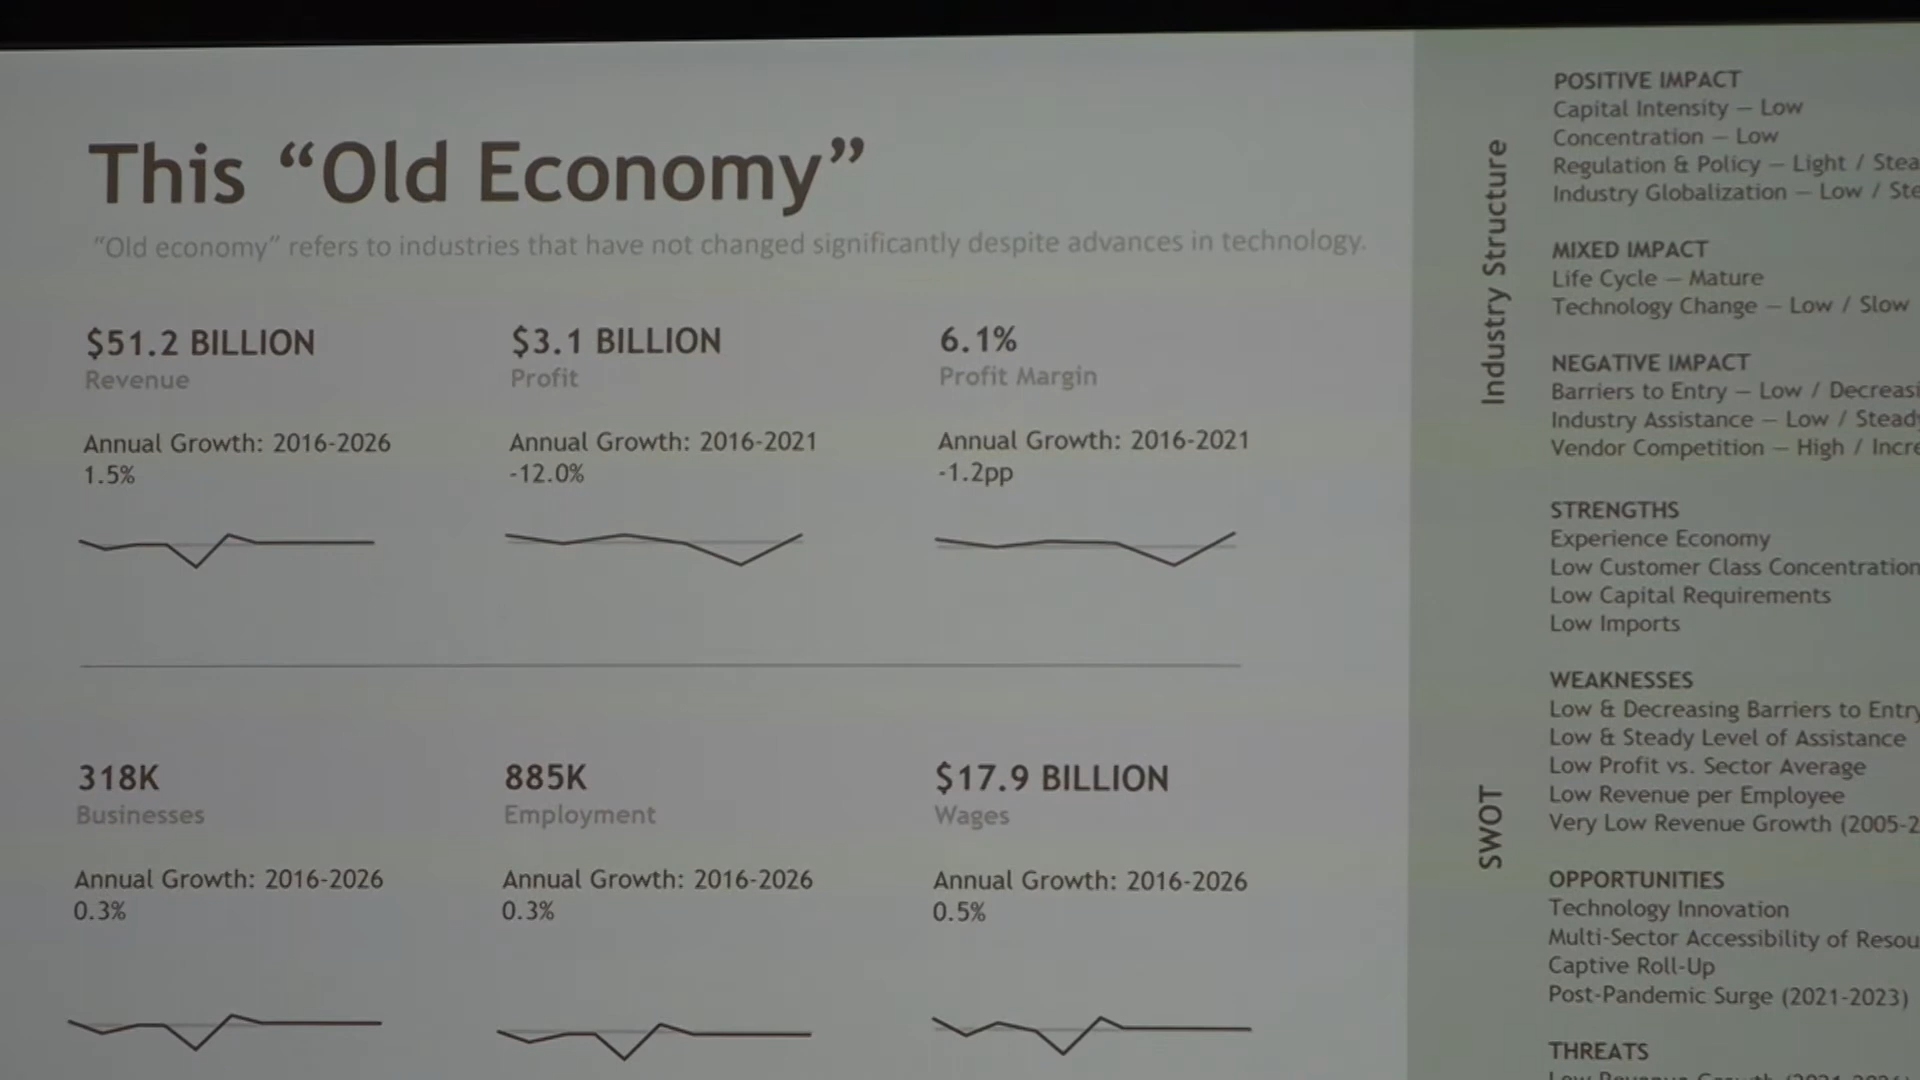 This “Old Economy”
“Old economy” refers to industries that have not changed significantly despite advances in technology.
$51.2 BILLION
Revenue
Annual Growth: 2016-2026
1.5%
$3.1 BILLION
Profit
Annual Growth: 2016-2021
-12.0%
6.1%
Profit Margin
Annual Growth: 2016-2021
-1.2pp
318K
Businesses
Annual Growth: 2016-2026
0.3%
885K
Employment
Annual Growth: 2016-2026
0.3%
$17.9 BILLION
Wages
Annual Growth: 2016-2026
0.5%
Industry Structure
POSITIVE IMPACT
Capital Intensity — Low
Concentration — Low
Regulation & Policy — Light /
Industry Globalization — Low /
MIXED IMPACT
Life Cycle — Mature
Technology Change — Low / Slow
NEGATIVE IMPACT
Barriers to Entry — Low /
Industry Assistance — Low / Steady
Vendor Competition — High /
SWOT
STRENGTHS
Experience Economy
Low Customer Class Concentration
Low Capital Requirements
Low Imports
WEAKNESSES
Low & Decreasing Barriers to Entry
Low & Steady Level of Assistance
Low Profit vs. Sector Average
Low Revenue per Employee
Very Low Revenue Growth
OPPORTUNITIES
Technology Innovation
Multi-Sector Accessibility of
Captive Roll-Up
Post-Pandemic Surge (2021-2023)
THREATS